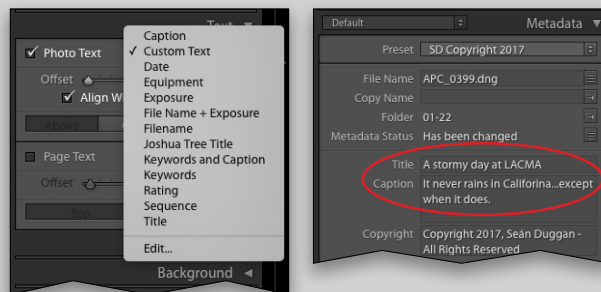 Text ▼
Photo Text
Offset
Align W
Above
Page Text
Offset
Top
Background ◀
Caption
✓ Custom Text
Date
Equipment
Exposure
File Name + Exposure
Filename
Joshua Tree Title
Keywords and Caption
Keywords
Rating
Sequence
Title
Edit...
Default Metadata ▼
Preset SD Copyright 2017
File Name APC_0399.dng
Copy Name
Folder 01-22
Metadata Status Has been changed
Title A stormy day at LACMA
Caption It never rains in Califorina...except
when it does.
Copyright Copyright 2017, Seán Duggan -
All Rights Reserved